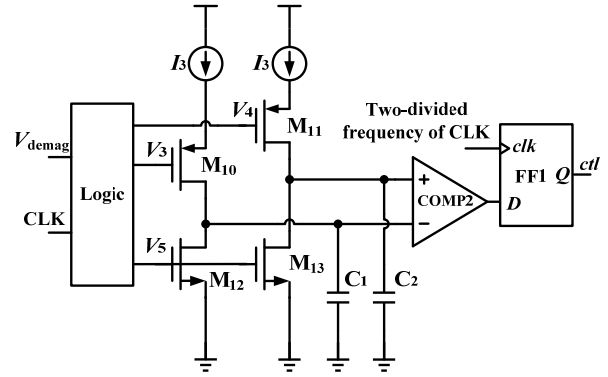 I3
I3
V4
M11
Two-divided
frequency of CLK
Vdemag
V3
M10
clk
Q
ctl
FF1
Logic
COMP2
+
−
D
CLK
V5
M12
M13
C1
C2